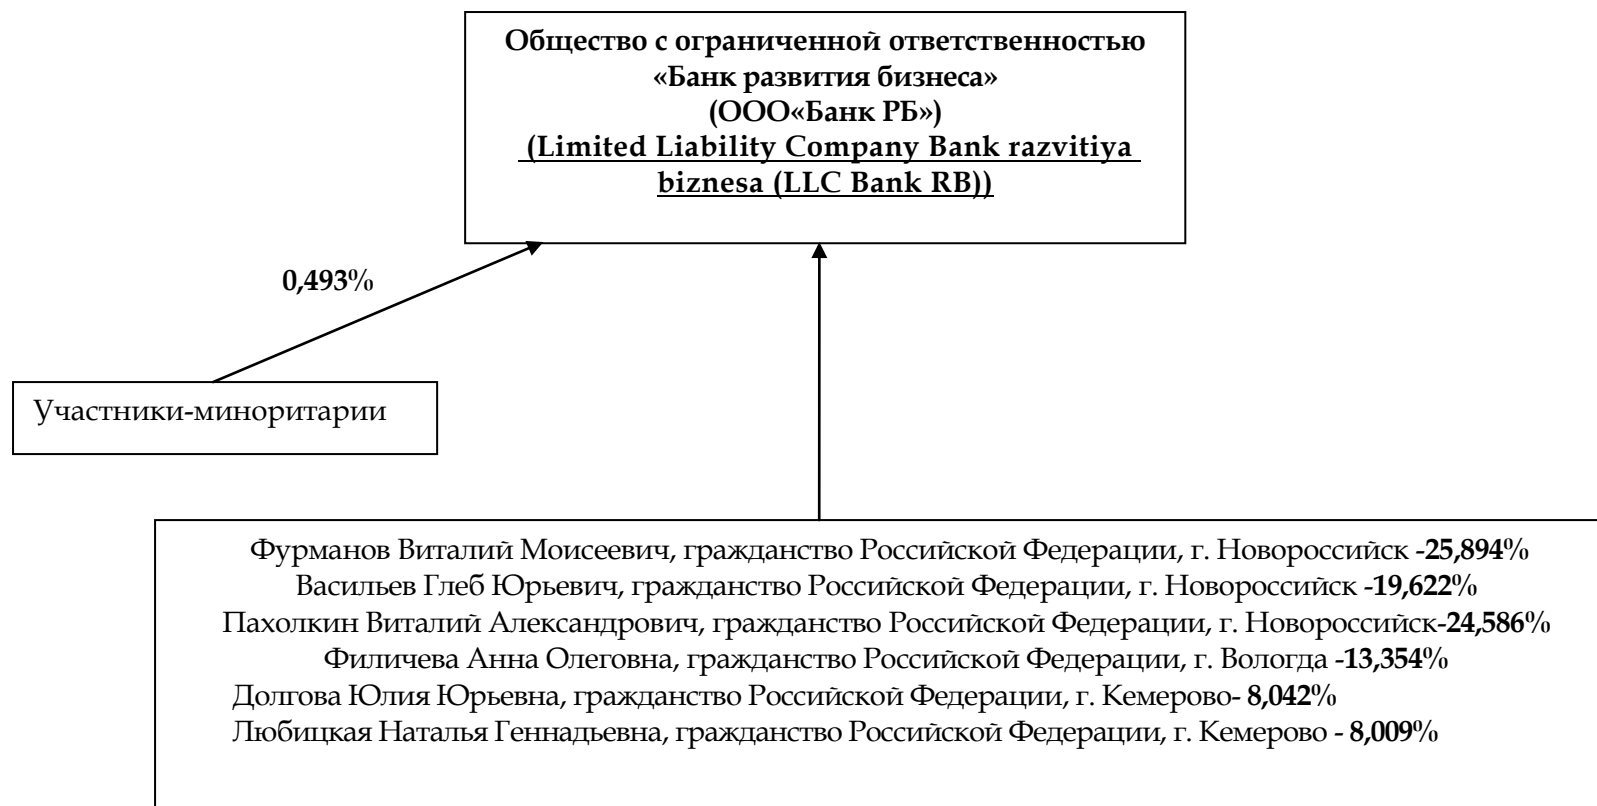 Общество с ограниченной ответственностью
«Банк развития бизнеса»
(ООО«Банк РБ»)
(Limited Liability Company Bank razvitiya
biznesa (LLC Bank RB))
0,493%
Участники-миноритарии
Фурманов Виталий Моисеевич, гражданство Российской Федерации, г. Новороссийск -25,894%
Васильев Глеб Юрьевич, гражданство Российской Федерации, г. Новороссийск -19,622%
Пахолкин Виталий Александрович, гражданство Российской Федерации, г. Новороссийск-24,586%
Филичева Анна Олеговна, гражданство Российской Федерации, г. Вологда -13,354%
Долгова Юлия Юрьевна, гражданство Российской Федерации, г. Кемерово- 8,042%
Любицкая Наталья Геннадьевна, гражданство Российской Федерации, г. Кемерово - 8,009%